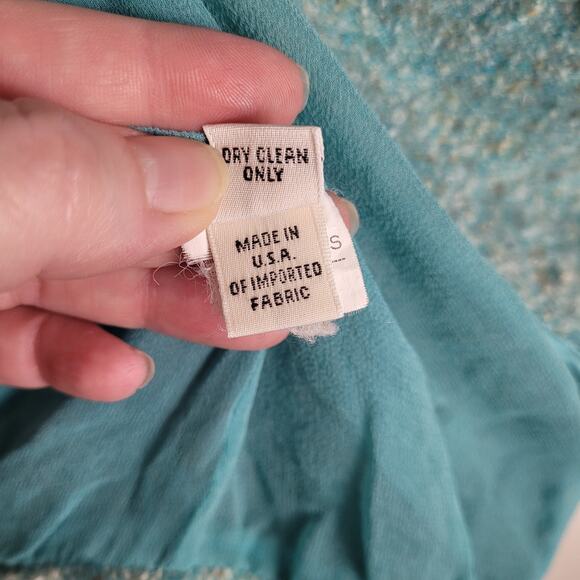 DRY CLEAN
ONLY
MADE IN
U.S.A.
OF IMPORTED
FABRIC
S